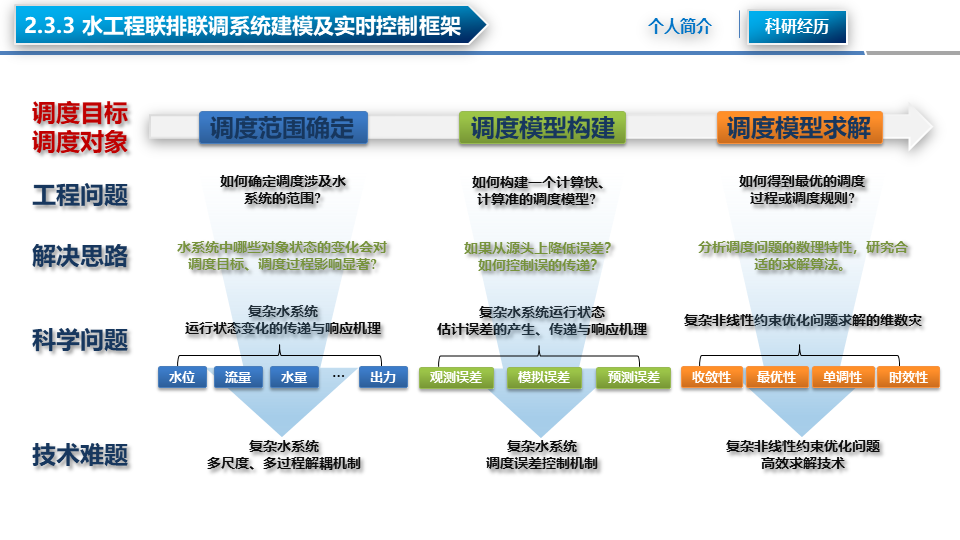 2.3.3 水工程联排联调系统建模及实时控制框架
个人简介
科研经历
调度目标
调度对象
调度范围确定
调度模型构建
调度模型求解
工程问题
如何确定调度涉及水
系统的范围?
如何构建一个计算快、
计算准的调度模型?
如何得到最优的调度
过程或调度规则?
解决思路
水系统中哪些对象状态的变化会对
调度目标、调度过程影响显著?
如果从源头上降低误差?
如何控制误的传递?
分析调度问题的数理特性，研究合
适的求解算法。
科学问题
复杂水系统
运行状态变化的传递与响应机理
复杂水系统运行状态
估计误差的产生、传递与响应机理
复杂非线性约束优化问题求解的维数灾
水位
流量
水量
…
出力
观测误差
模拟误差
预测误差
收敛性
最优性
单调性
时效性
技术难题
复杂水系统
多尺度、多过程解耦机制
复杂水系统
调度误差控制机制
复杂非线性约束优化问题
高效求解技术